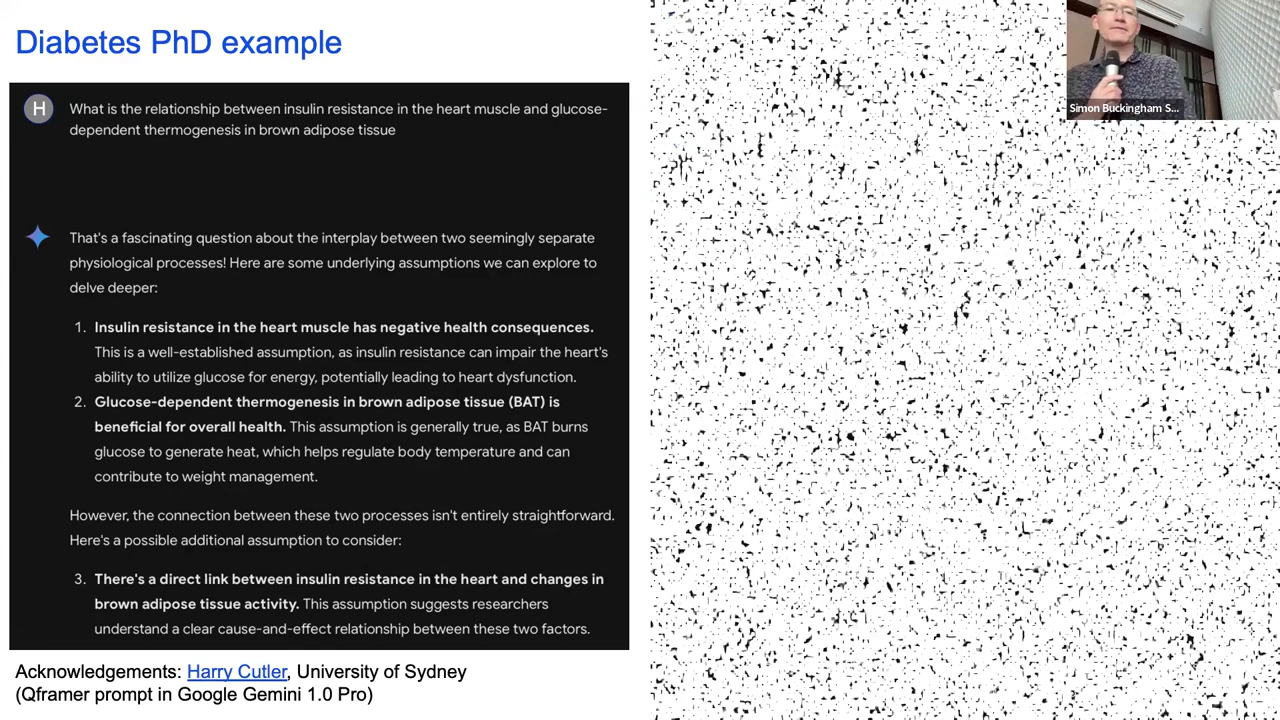 Diabetes PhD example
H
What is the relationship between insulin resistance in the heart muscle and glucose-
dependent thermogenesis in brown adipose tissue
That's a fascinating question about the interplay between two seemingly separate
physiological processes! Here are some underlying assumptions we can explore to
delve deeper:
1. Insulin resistance in the heart muscle has negative health consequences.
This is a well-established assumption, as insulin resistance can impair the heart's
ability to utilize glucose for energy, potentially leading to heart dysfunction.
2. Glucose-dependent thermogenesis in brown adipose tissue (BAT) is
beneficial for overall health. This assumption is generally true, as BAT burns
glucose to generate heat, which helps regulate body temperature and can
contribute to weight management.
However, the connection between these two processes isn't entirely straightforward.
Here's a possible additional assumption to consider:
3. There's a direct link between insulin resistance in the heart and changes in
brown adipose tissue activity. This assumption suggests researchers
understand a clear cause-and-effect relationship between these two factors.
Acknowledgements: Harry Cutler, University of Sydney
(Qframer prompt in Google Gemini 1.0 Pro)
Simon Buckingham S...